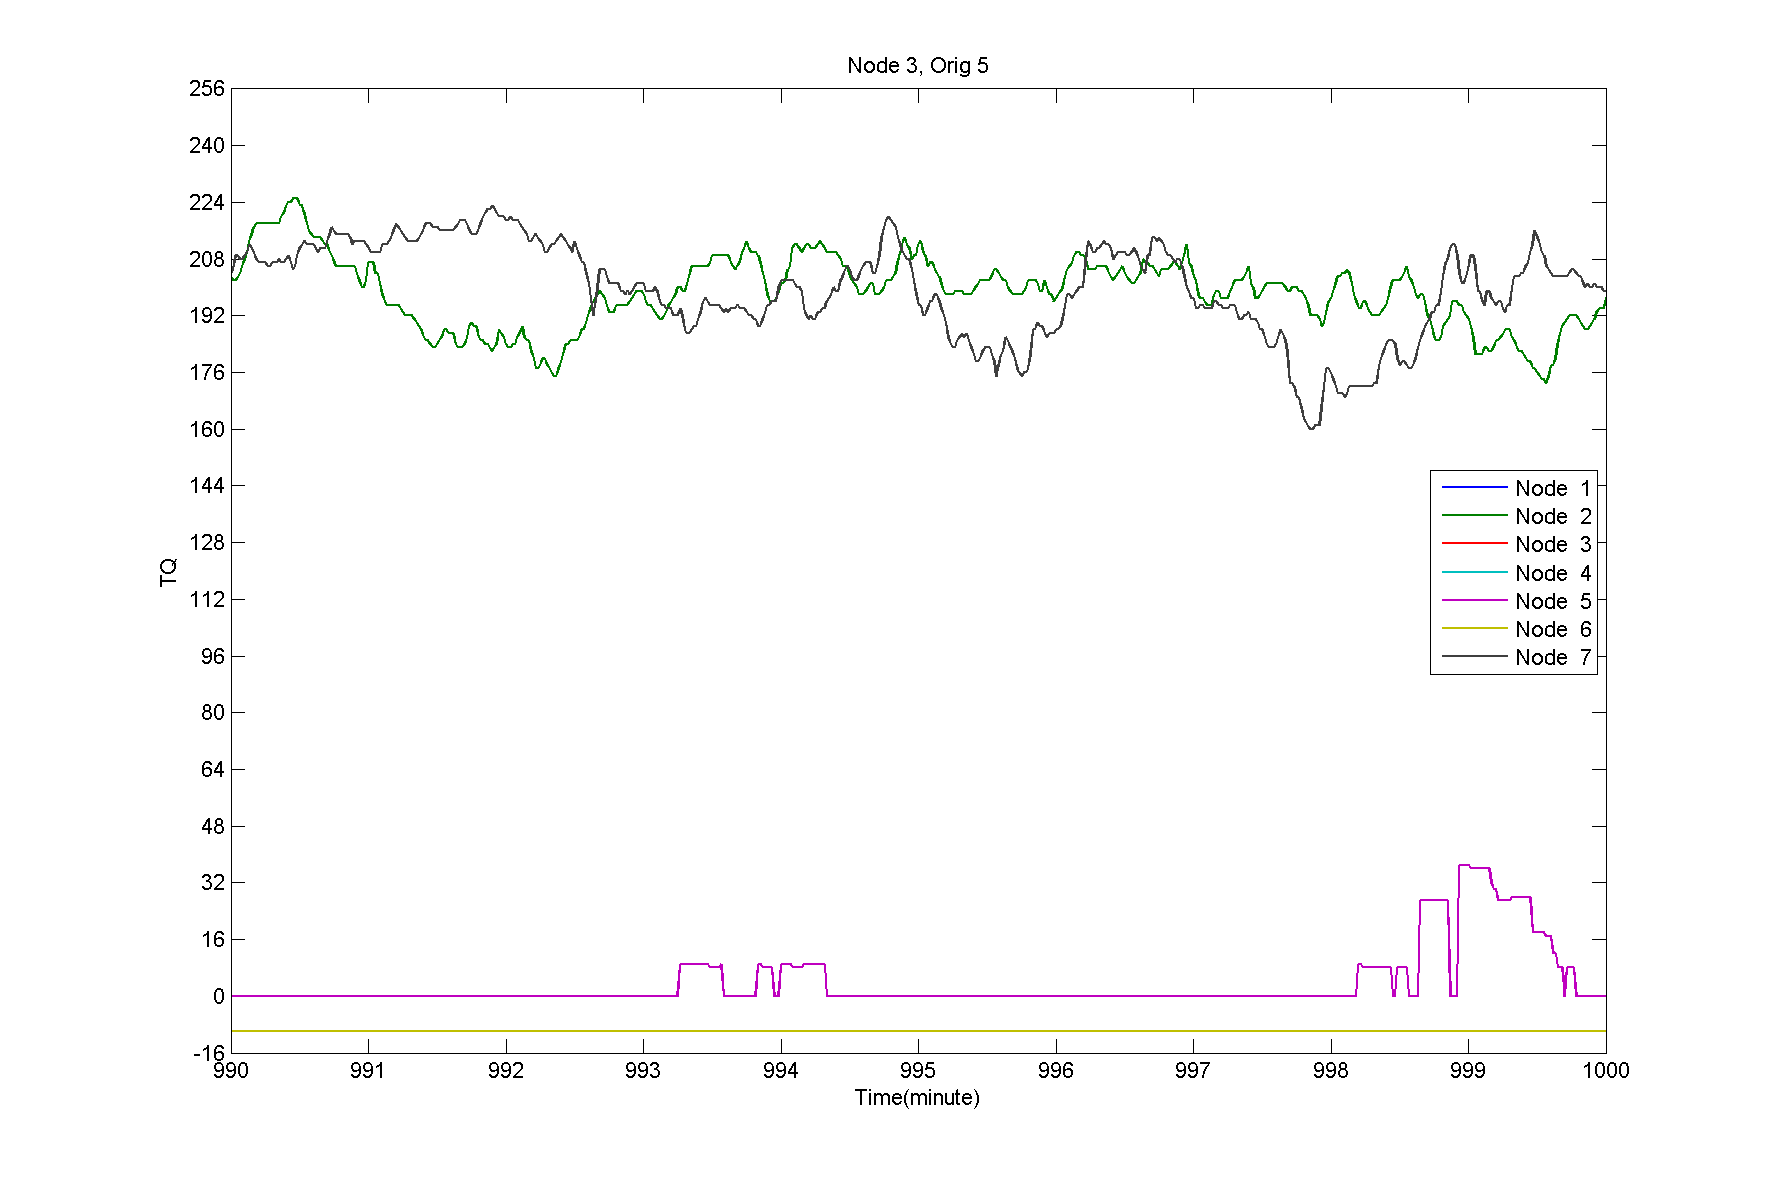 Node 3, Orig 5
256
240
224
208
192
176
160
144
128
112
96
80
64
48
32
16
0
-16
TQ
Node 1
Node 2
Node 3
Node 4
Node 5
Node 6
Node 7
990 991 992 993 994 995 996 997 998 999 1000
Time(minute)